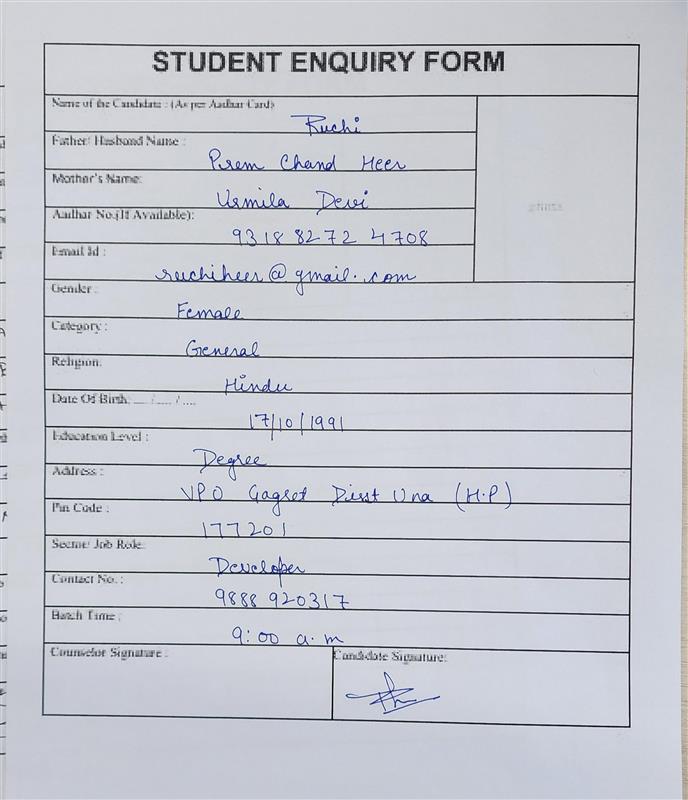 STUDENT ENQUIRY FORM
Name of the Candidate : (As per Aadhar Card)
Ruchi
Father/ Husband Name :
Prem Chand Heer
Mother's Name:
Urmila Devi
Aadhar No.(If Available):
9318 8272 4708
Email Id :
ruchiheer@gmail.com
Gender :
Female
Category :
General
Religion:
Hindu
Date Of Birth: ..... / ..... / ....
17/10/1991
Education Level :
Degree
Address :
VPO Gagret Disst Una (H.P)
Pin Code :
177201
Sector/ Job Role:
Developer
Contact No. :
9888 920317
Batch Time :
9:00 a.m
Counselor Signature : Candidate Signature: